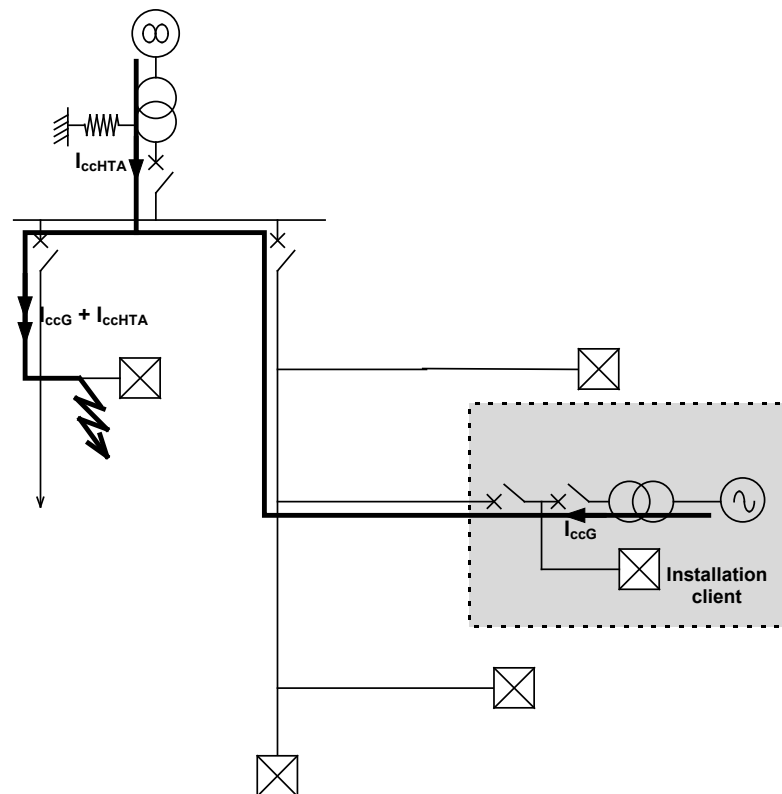 IccHTA
IccG + IccHTA
IccG
Installation
client